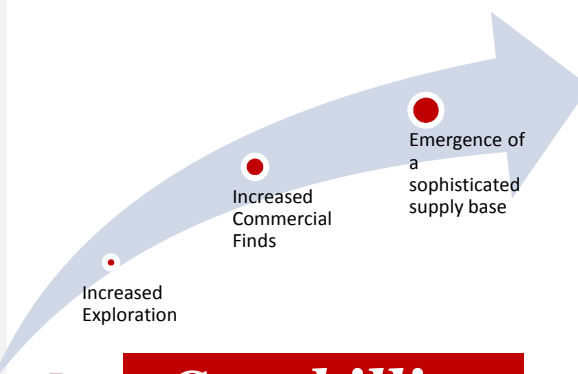 Emergence of
a
sophisticated
supply base
Increased
Commercial
Finds
Increased
Exploration